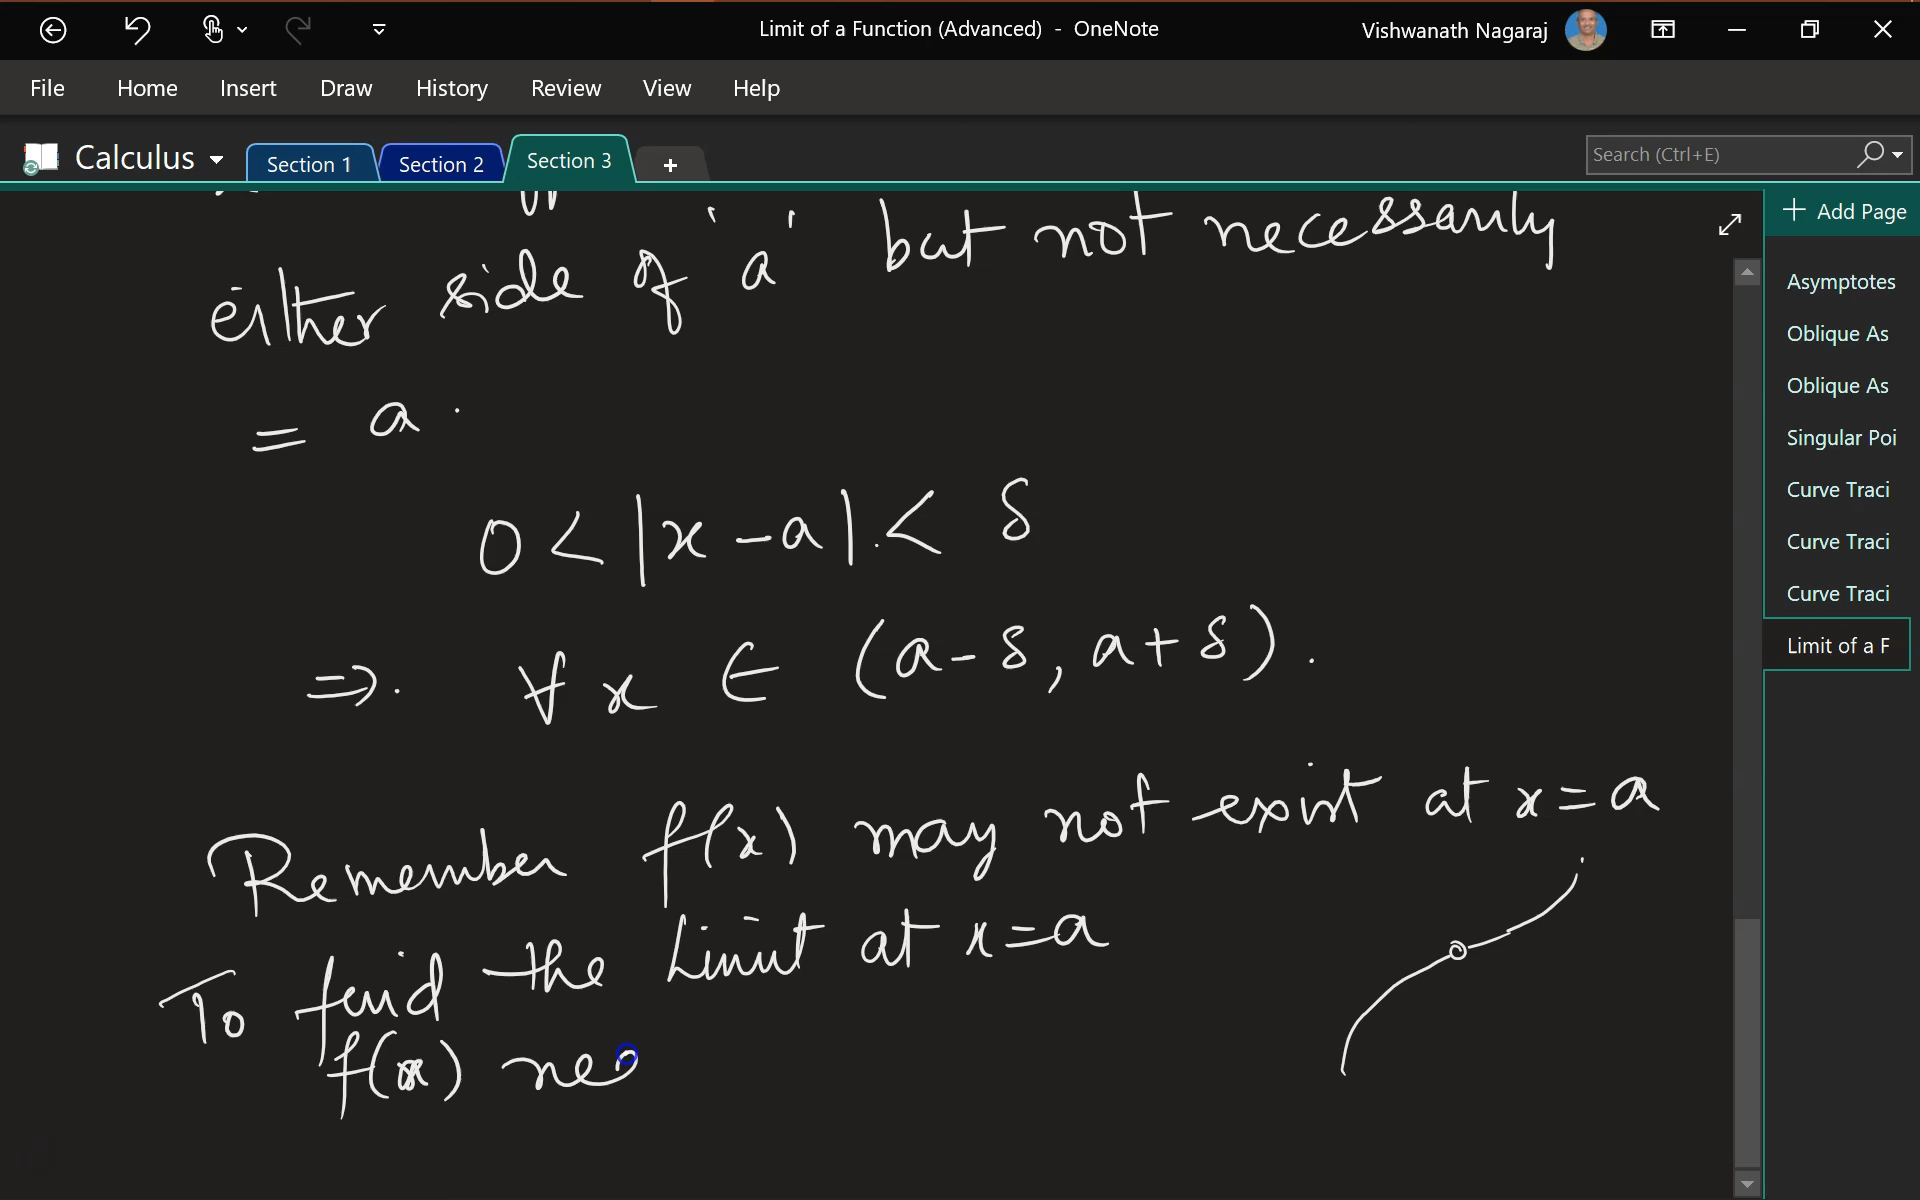 Limit of a Function (Advanced) - OneNote
Vishwanath Nagaraj
File Home Insert Draw History Review View Help
Calculus
Section 1
Section 2
Section 3
+
Search (Ctrl+E)
+ Add Page
Asymptotes
Oblique As
Oblique As
Singular Poi
Curve Traci
Curve Traci
Curve Traci
Limit of a F
either side of 'a' but not necessarily
= a.
0 < |x - a| < δ
⇒. ∀ x ∈ (a - δ, a + δ).
Remember f(x) may not exist at x = a
To find the Limit at x = a
f(x) nee